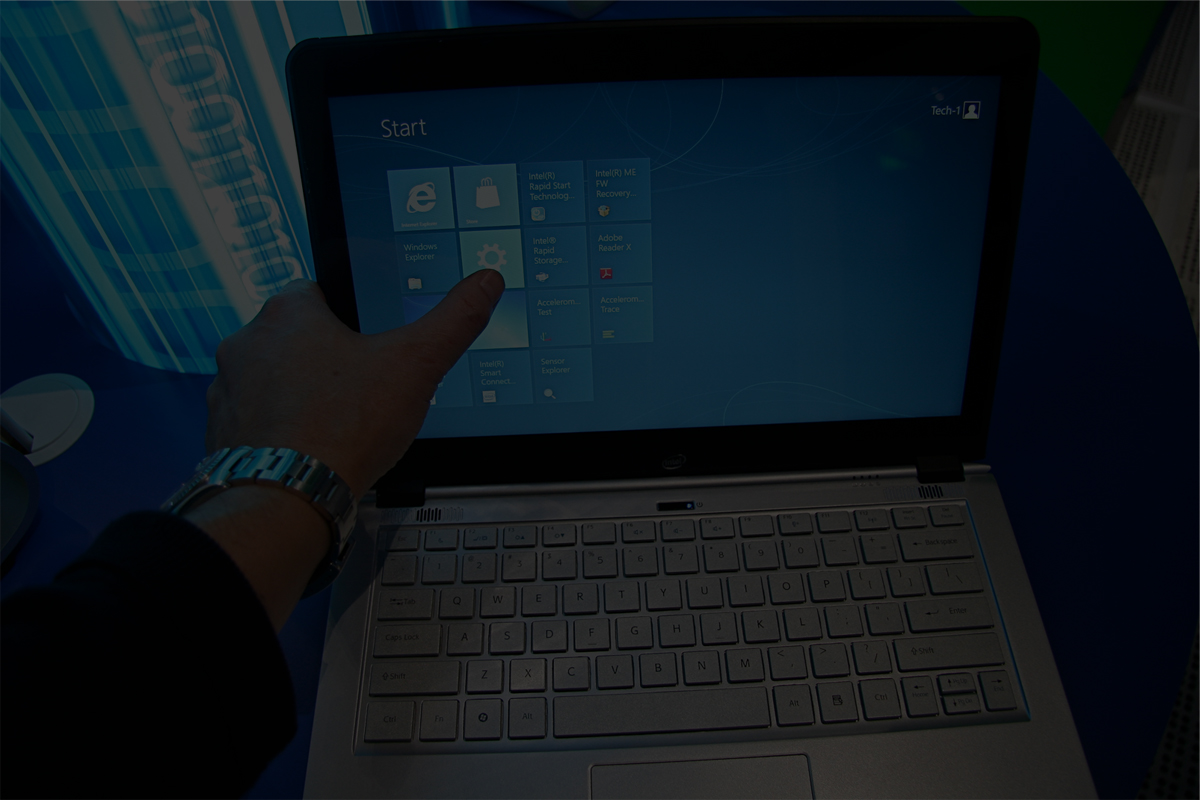 Start
Tech-1
Intel(R)
Rapid Start
Technolog...
Intel(R) ME
FW
Recovery...
Internet Explorer
Store
Windows
Explorer
Intel®
Rapid
Storage...
Adobe
Reader X
Accelerom...
Test
Accelerom...
Trace
Intel(R)
Smart
Connect...
Service
Explorer
intel
Backspace
Tab Q W E R T Y U I O P
Caps Lock A S D F G H J K L Enter
Shift Z X C V B N M Shift
Ctrl Fn Alt Alt Ctrl